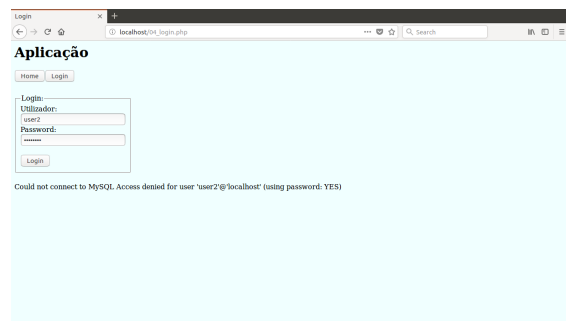 Login
localhost/04_login.php
Search
Aplicação
Home Login
Login:
Utilizador:
user2
Password:
••••••••
Login
Could not connect to MySQL Access denied for user 'user2'@'localhost' (using password: YES)